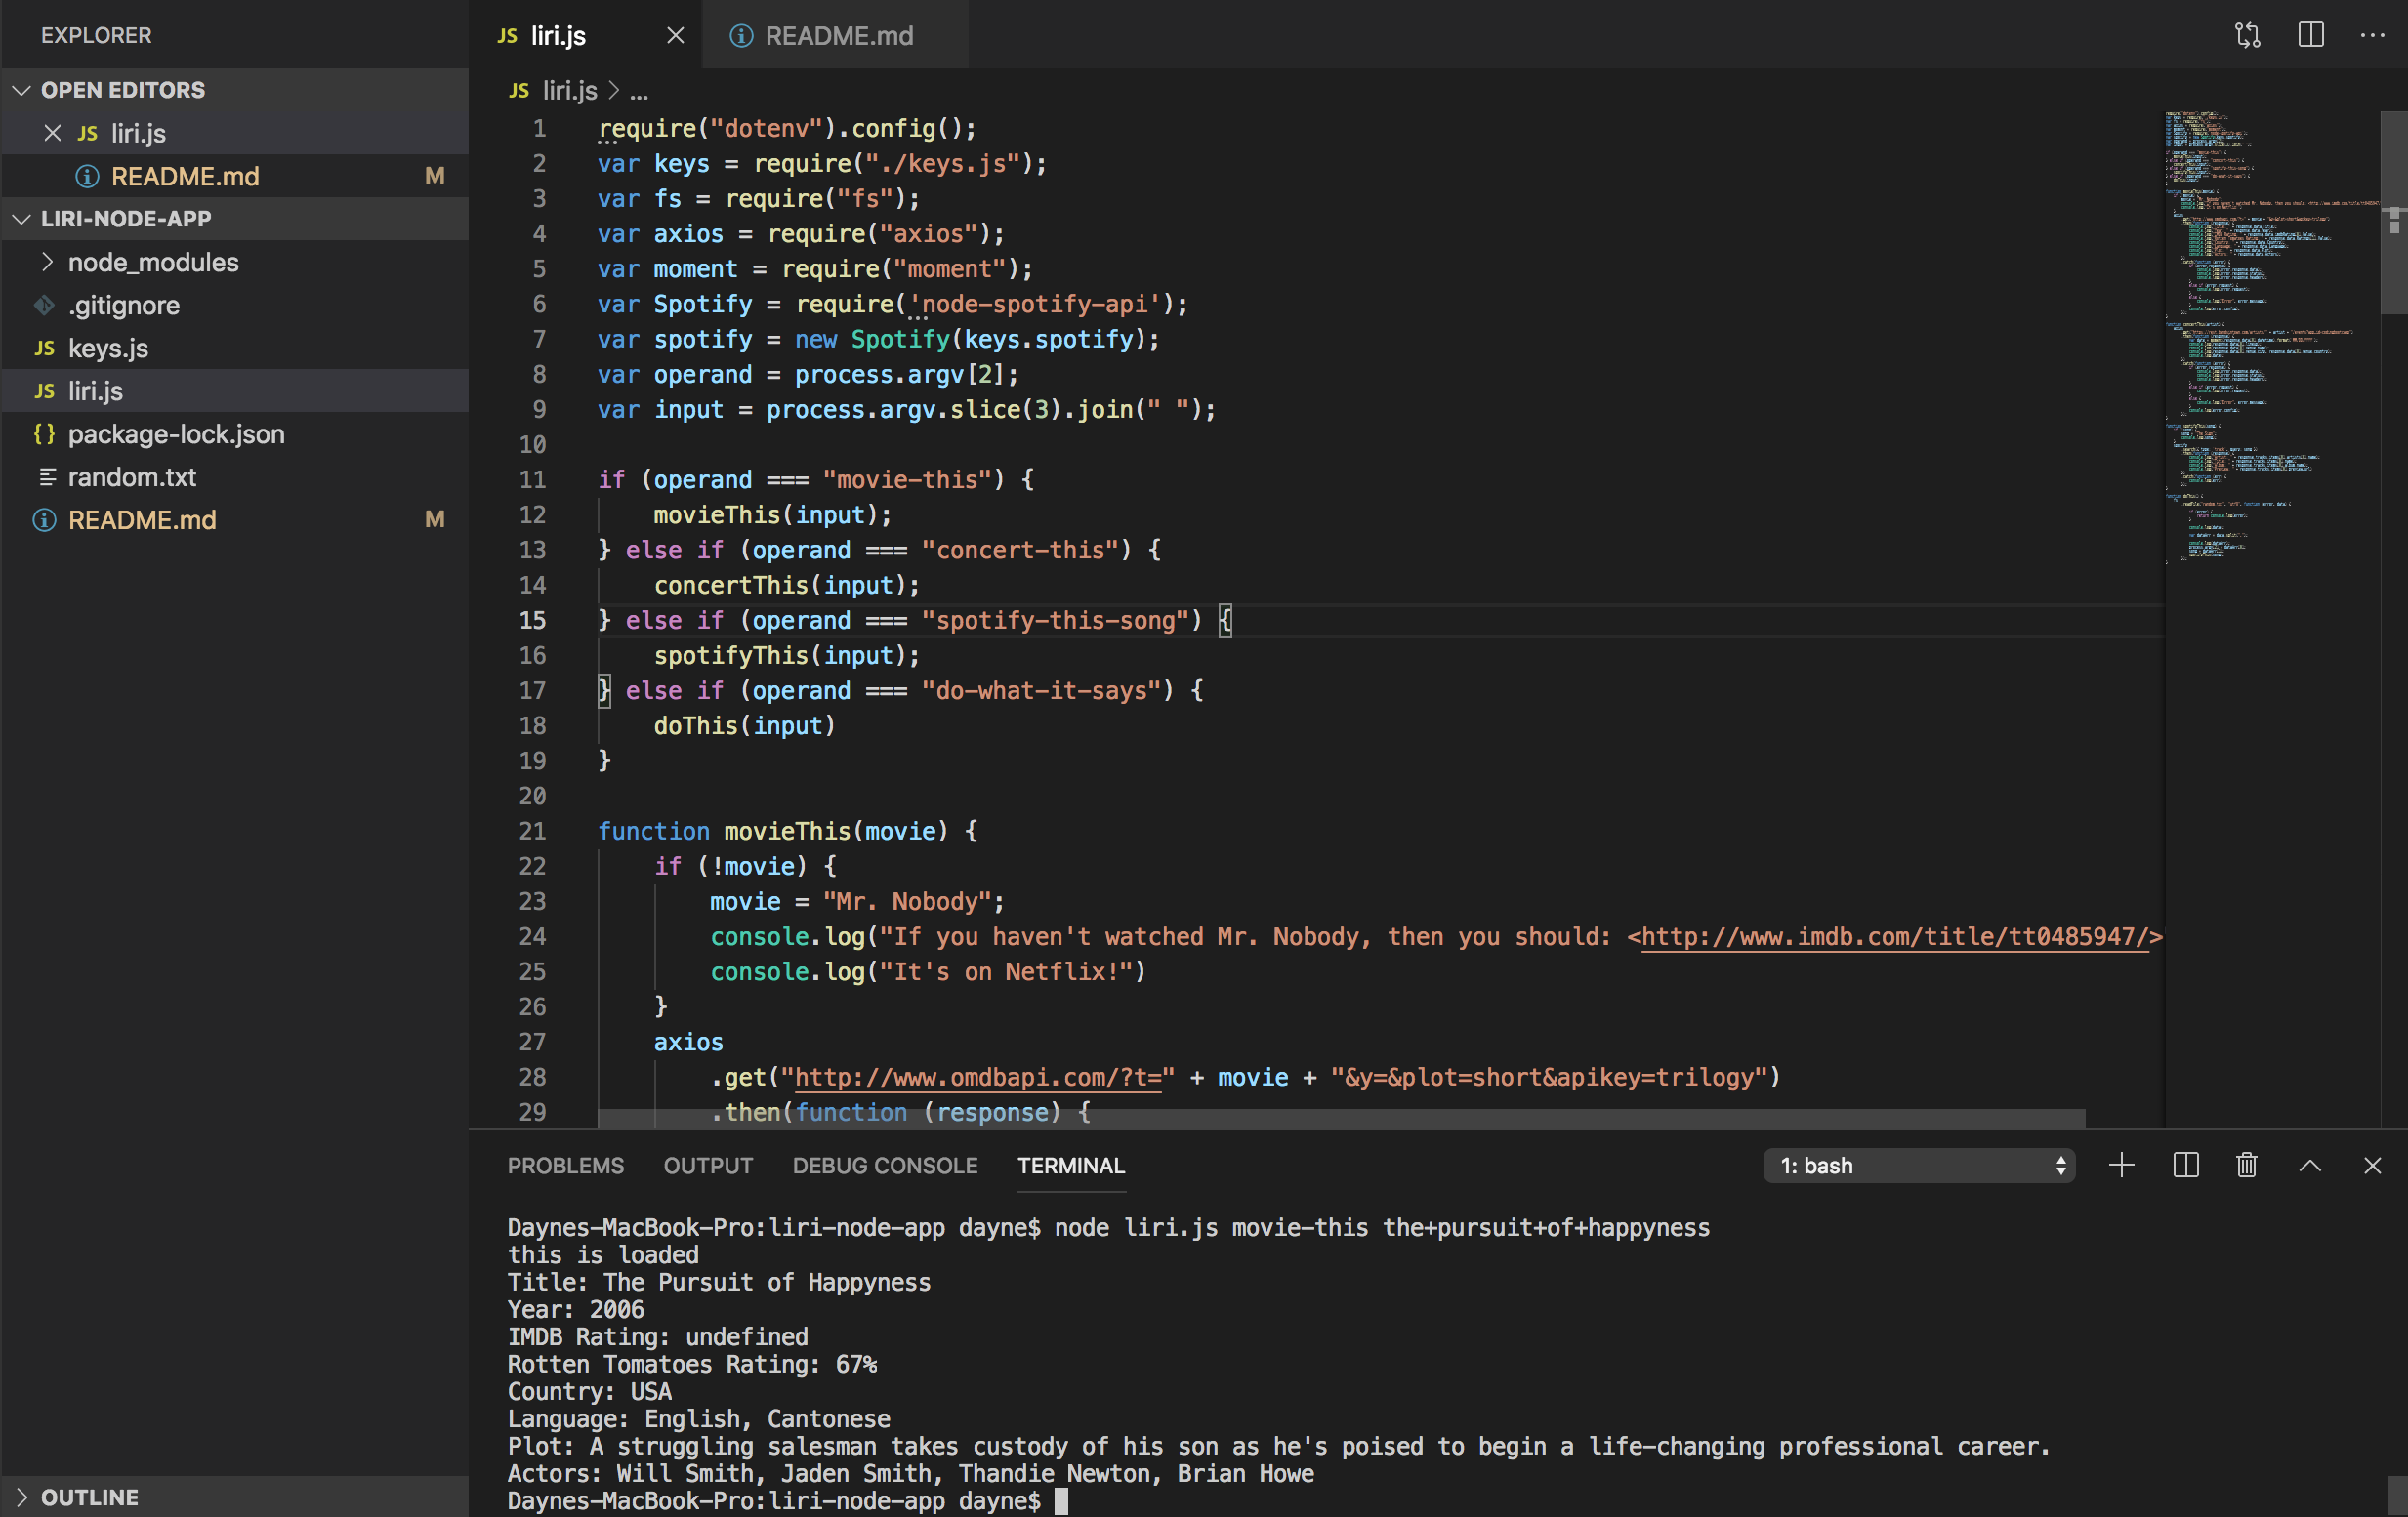 EXPLORER
OPEN EDITORS
JS liri.js
README.md M
LIRI-NODE-APP
node_modules
.gitignore
JS keys.js
JS liri.js
{} package-lock.json
random.txt
README.md M
OUTLINE
JS liri.js
README.md
JS liri.js > ...
1 require("dotenv").config();
2 var keys = require("./keys.js");
3 var fs = require("fs");
4 var axios = require("axios");
5 var moment = require("moment");
6 var Spotify = require('node-spotify-api');
7 var spotify = new Spotify(keys.spotify);
8 var operand = process.argv[2];
9 var input = process.argv.slice(3).join(" ");
10
11 if (operand === "movie-this") {
12 movieThis(input);
13 } else if (operand === "concert-this") {
14 concertThis(input);
15 } else if (operand === "spotify-this-song") {
16 spotifyThis(input);
17 } else if (operand === "do-what-it-says") {
18 doThis(input)
19 }
20
21 function movieThis(movie) {
22 if (!movie) {
23 movie = "Mr. Nobody";
24 console.log("If you haven't watched Mr. Nobody, then you should: <http://www.imdb.com/title/tt0485947/>
25 console.log("It's on Netflix!")
26 }
27 axios
28 .get("http://www.omdbapi.com/?t=" + movie + "&y=&plot=short&apikey=trilogy")
29 .then(function (response) {
PROBLEMS OUTPUT DEBUG CONSOLE TERMINAL 1: bash
Daynes-MacBook-Pro:liri-node-app dayne$ node liri.js movie-this the+pursuit+of+happyness
this is loaded
Title: The Pursuit of Happyness
Year: 2006
IMDB Rating: undefined
Rotten Tomatoes Rating: 67%
Country: USA
Language: English, Cantonese
Plot: A struggling salesman takes custody of his son as he's poised to begin a life-changing professional career.
Actors: Will Smith, Jaden Smith, Thandie Newton, Brian Howe
Daynes-MacBook-Pro:liri-node-app dayne$